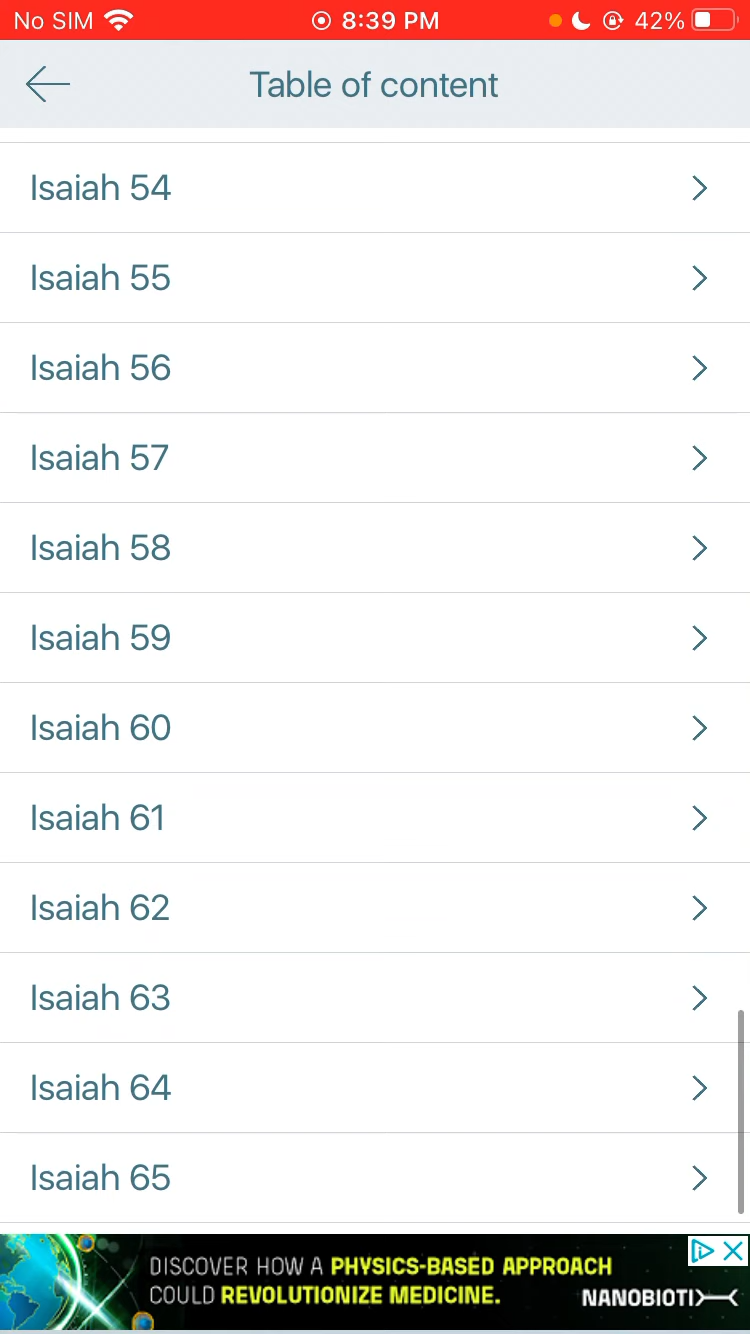 No SIM 8:39 PM 42%
Table of content
Isaiah 54
Isaiah 55
Isaiah 56
Isaiah 57
Isaiah 58
Isaiah 59
Isaiah 60
Isaiah 61
Isaiah 62
Isaiah 63
Isaiah 64
Isaiah 65
DISCOVER HOW A PHYSICS-BASED APPROACH
COULD REVOLUTIONIZE MEDICINE.
NANOBIOTIX